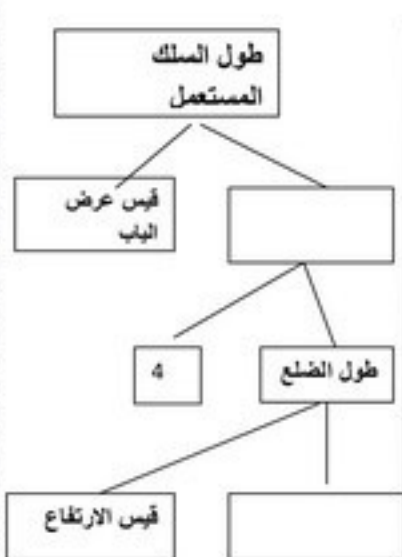 طول السلك
المستعمل
قيس عرض
الباب
4
طول الضلع
قيس الارتفاع